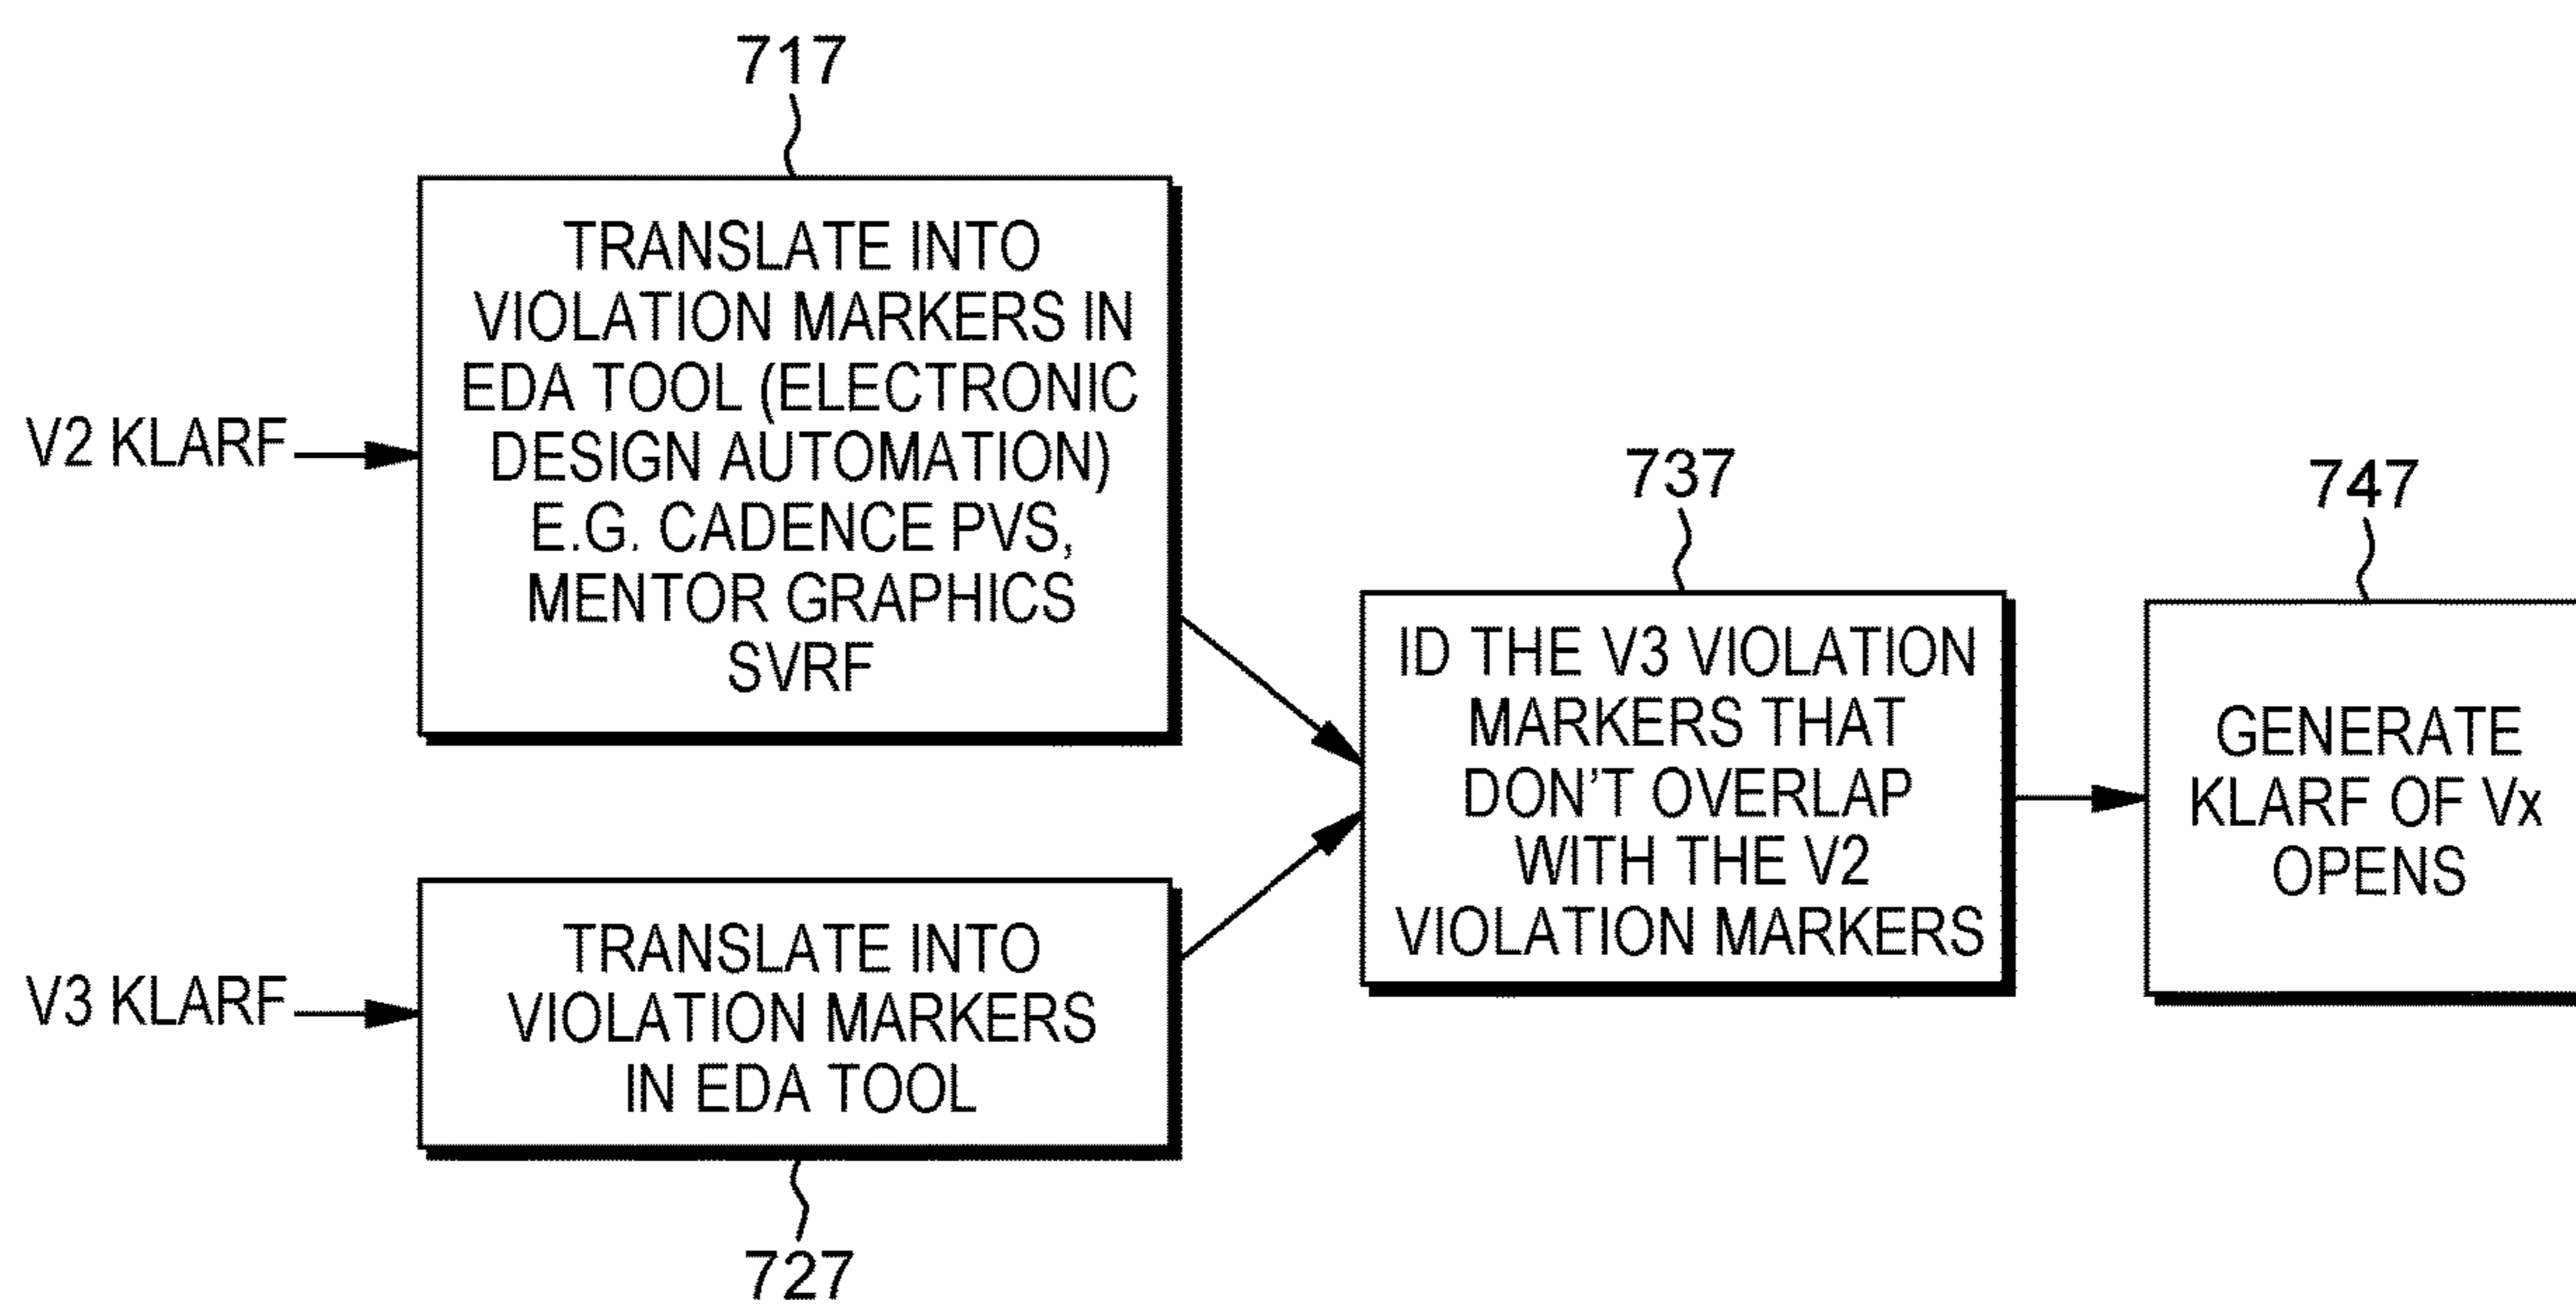 717
TRANSLATE INTO
VIOLATION MARKERS IN
EDA TOOL (ELECTRONIC
DESIGN AUTOMATION)
E.G. CADENCE PVS,
MENTOR GRAPHICS
SVRF
V2 KLARF
V3 KLARF
TRANSLATE INTO
VIOLATION MARKERS
IN EDA TOOL
727
737
ID THE V3 VIOLATION
MARKERS THAT
DON'T OVERLAP
WITH THE V2
VIOLATION MARKERS
747
GENERATE
KLARF OF Vx
OPENS